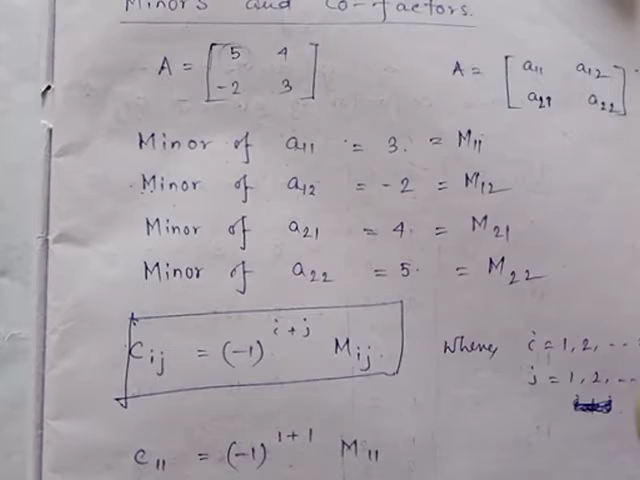 Minors and Co-factors.
A = [ 5 4 A = [ a11 a12
-2 3 ] a21 a22 ].
Minor of a11 = 3. = M11
Minor of a12 = -2 = M12
Minor of a21 = 4. = M21
Minor of a22 = 5. = M22
Cij = (-1)^i+j Mij. Where, i = 1, 2, ...
j = 1, 2, ...
C11 = (-1)^1+1 M11